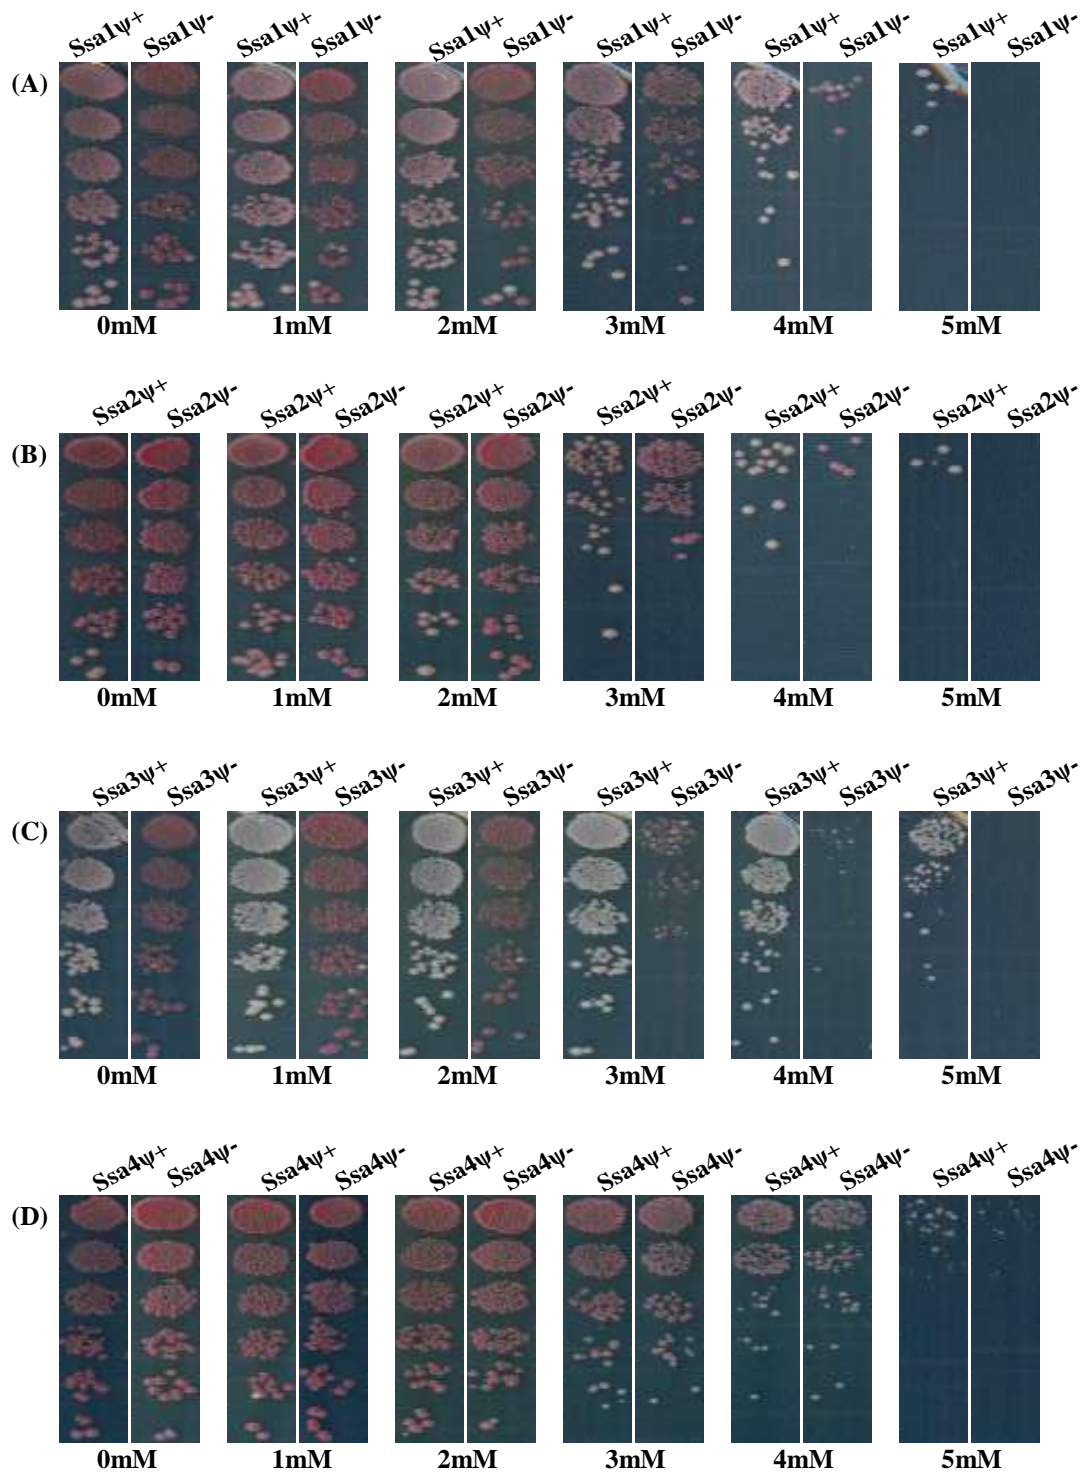 Ssa1ψ+ Ssa1ψ- Ssa1ψ+ Ssa1ψ- Ssa1ψ+ Ssa1ψ- Ssa1ψ+ Ssa1ψ- Ssa1ψ+ Ssa1ψ- Ssa1ψ+ Ssa1ψ-
(A)
0mM 1mM 2mM 3mM 4mM 5mM
Ssa2ψ+ Ssa2ψ- Ssa2ψ+ Ssa2ψ- Ssa2ψ+ Ssa2ψ- Ssa2ψ+ Ssa2ψ- Ssa2ψ+ Ssa2ψ- Ssa2ψ+ Ssa2ψ-
(B)
0mM 1mM 2mM 3mM 4mM 5mM
Ssa3ψ+ Ssa3ψ- Ssa3ψ+ Ssa3ψ- Ssa3ψ+ Ssa3ψ- Ssa3ψ+ Ssa3ψ- Ssa3ψ+ Ssa3ψ- Ssa3ψ+ Ssa3ψ-
(C)
0mM 1mM 2mM 3mM 4mM 5mM
Ssa4ψ+ Ssa4ψ- Ssa4ψ+ Ssa4ψ- Ssa4ψ+ Ssa4ψ- Ssa4ψ+ Ssa4ψ- Ssa4ψ+ Ssa4ψ- Ssa4ψ+ Ssa4ψ-
(D)
0mM 1mM 2mM 3mM 4mM 5mM